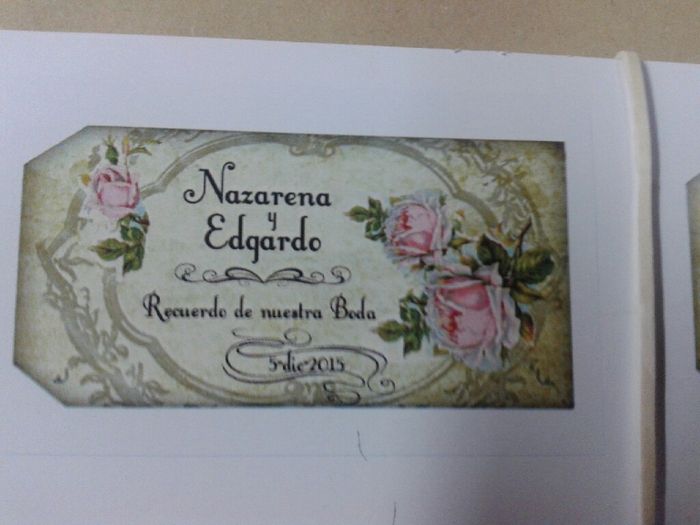 Nazarena
y
Edgardo
Recuerdo de nuestra Boda
5-dic-2015